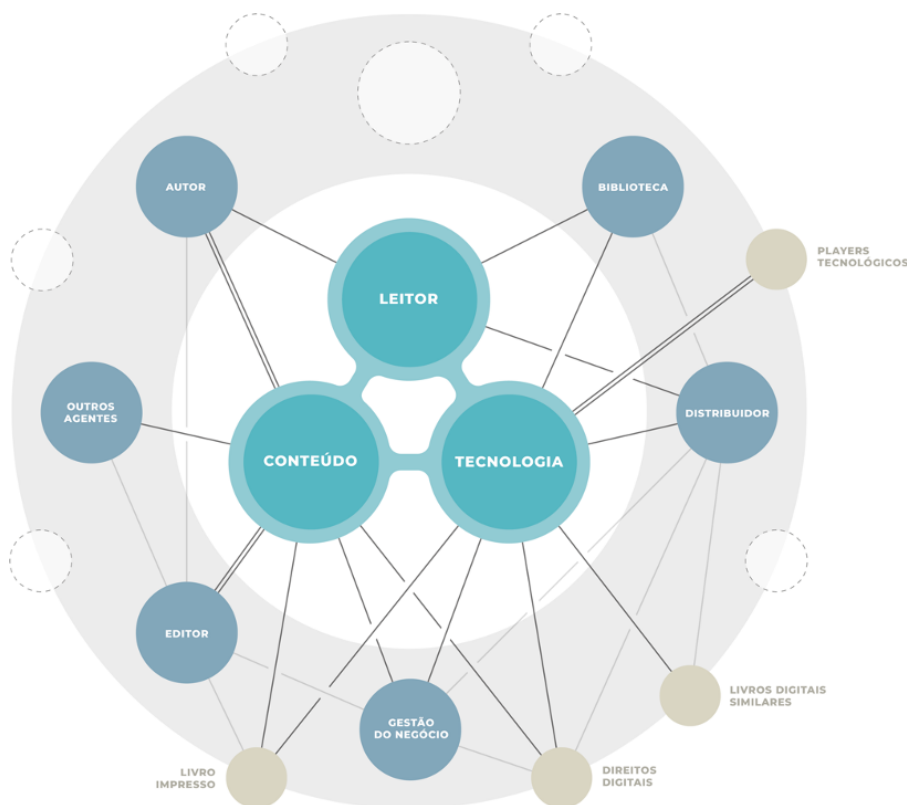 AUTOR
BIBLIOTECA
PLAYERS
TECNOLÓGICOS
LEITOR
OUTROS
AGENTES
DISTRIBUIDOR
CONTEÚDO
TECNOLOGIA
EDITOR
LIVROS DIGITAIS
SIMILARES
GESTÃO
DO NEGÓCIO
LIVRO
IMPRESSO
DIREITOS
DIGITAIS